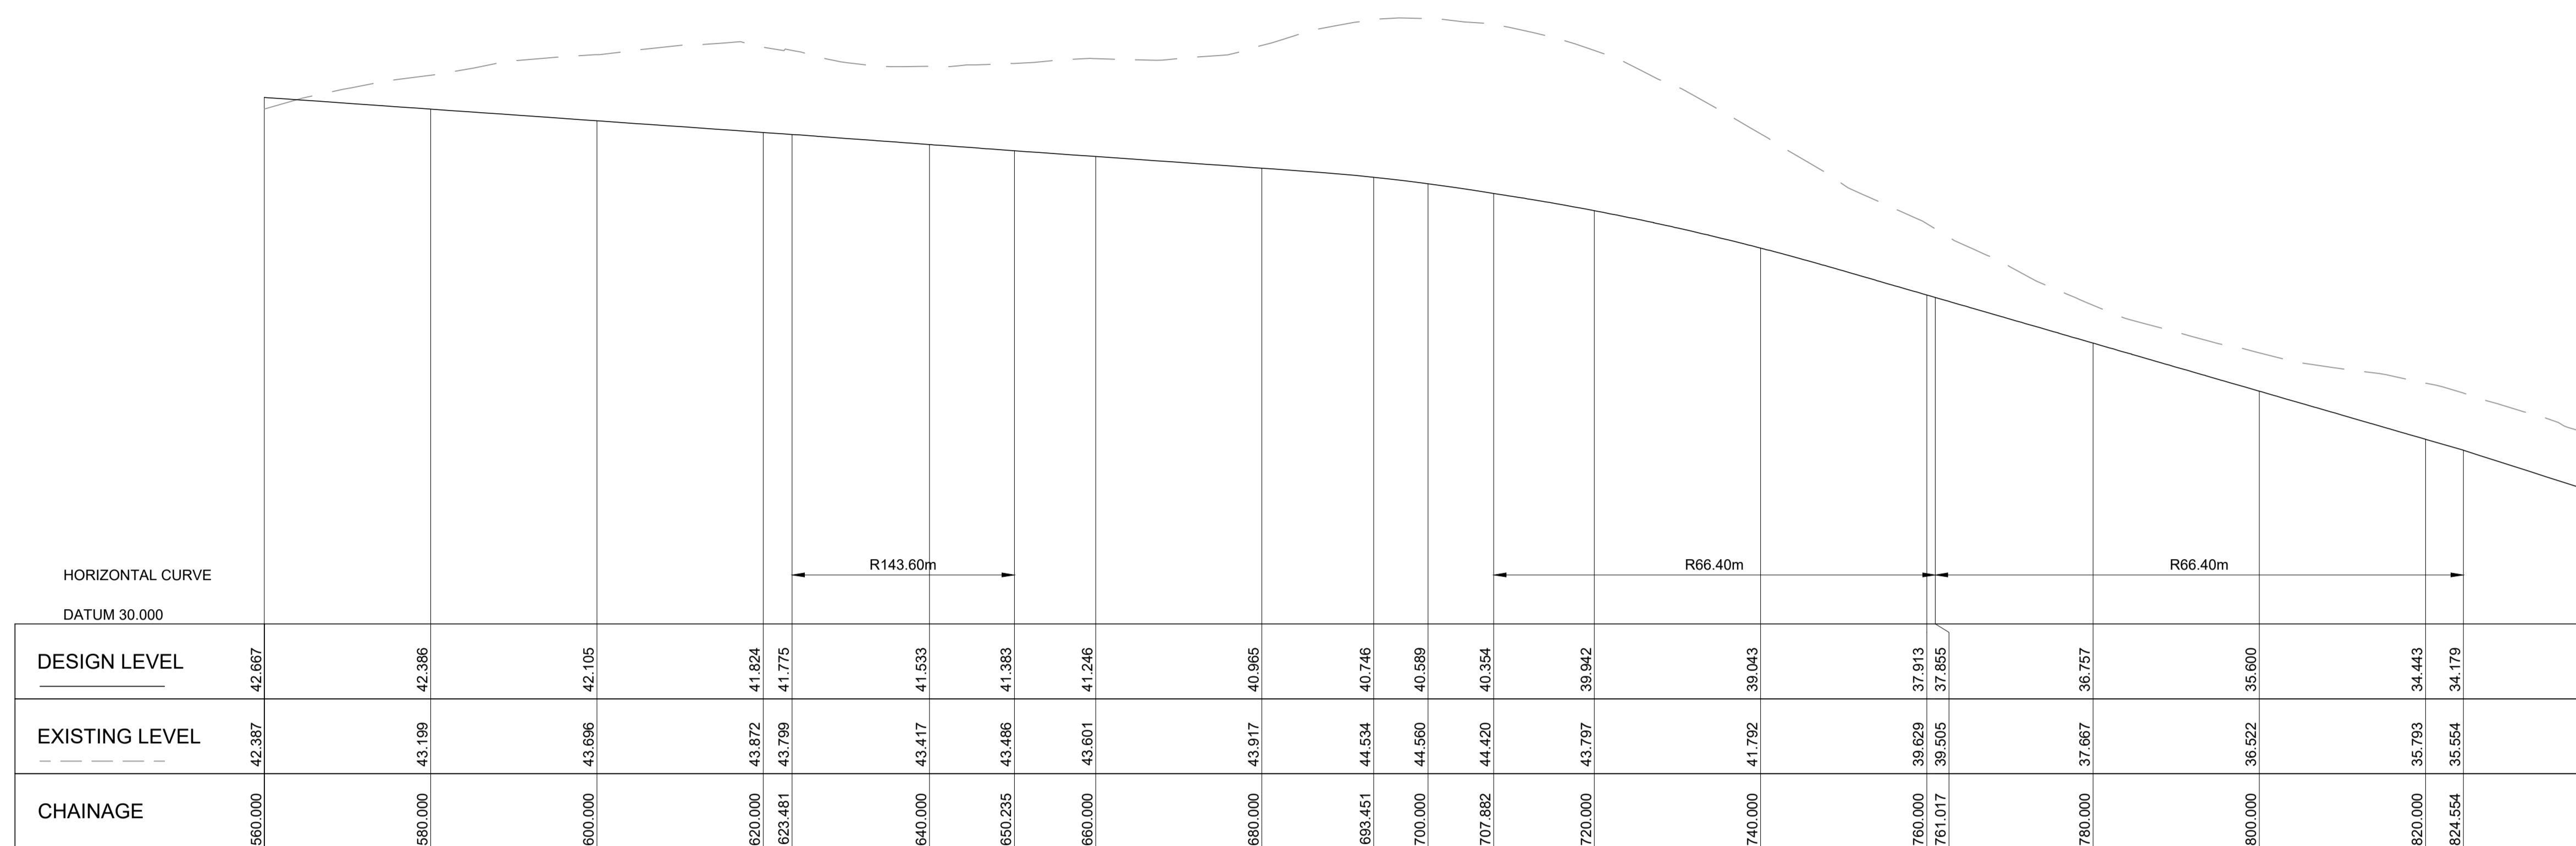 R143.60m R66.40m R66.40m
HORIZONTAL CURVE
DATUM 30.000
DESIGN LEVEL 42.667 42.386 42.105 41.824 41.775 41.533 41.383 41.246 40.965 40.746 40.589 40.354 39.942 39.043 37.913 37.855 36.757 35.600 34.443 34.179
EXISTING LEVEL 42.387 43.199 43.696 43.872 43.799 43.417 43.486 43.601 43.917 44.534 44.560 44.420 43.797 41.792 39.629 39.505 37.667 36.522 35.793 35.554
CHAINAGE 560.000 580.000 600.000 620.000 623.481 640.000 650.235 660.000 680.000 693.451 700.000 707.882 720.000 740.000 760.000 761.017 780.000 800.000 820.000 824.554